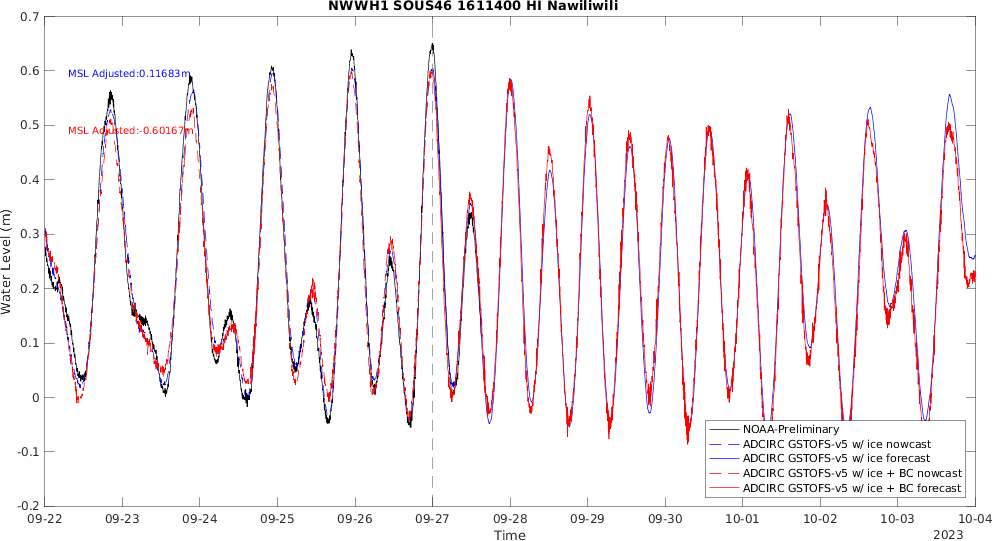 NWWH1 SOUS46 1611400 HI Nawiliwili
0.7
0.6
0.5
0.4
0.3
0.2
0.1
0
-0.1
-0.2
Water Level (m)
MSL Adjusted:0.11683m
MSL Adjusted:-0.60167m
NOAA-Preliminary
ADCIRC GSTOFS-v5 w/ ice nowcast
ADCIRC GSTOFS-v5 w/ ice forecast
ADCIRC GSTOFS-v5 w/ ice + BC nowcast
ADCIRC GSTOFS-v5 w/ ice + BC forecast
09-22 09-23 09-24 09-25 09-26 09-27 09-28 09-29 09-30 10-01 10-02 10-03 10-04
Time
2023